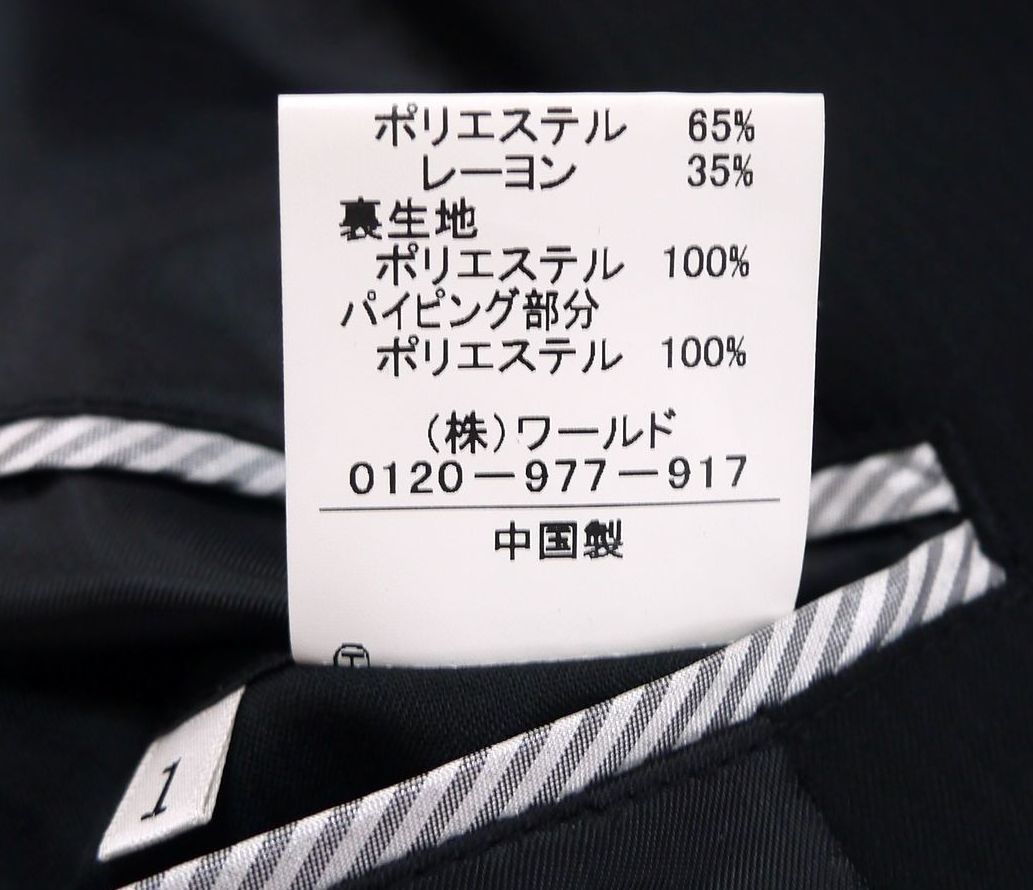 ポリエステル 65%
レーヨン 35%
裏生地
ポリエステル 100%
パイピング部分
ポリエステル 100%
(株)ワールド
0120-977-917
中国製
Ⓣ
1